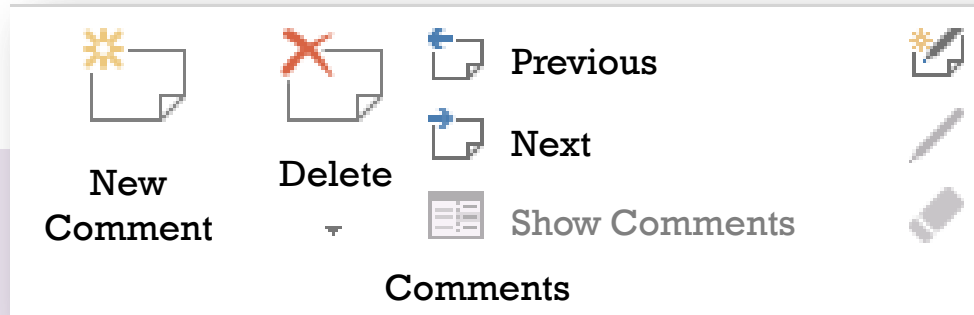 New
Comment
Delete
Previous
Next
Show Comments
Comments